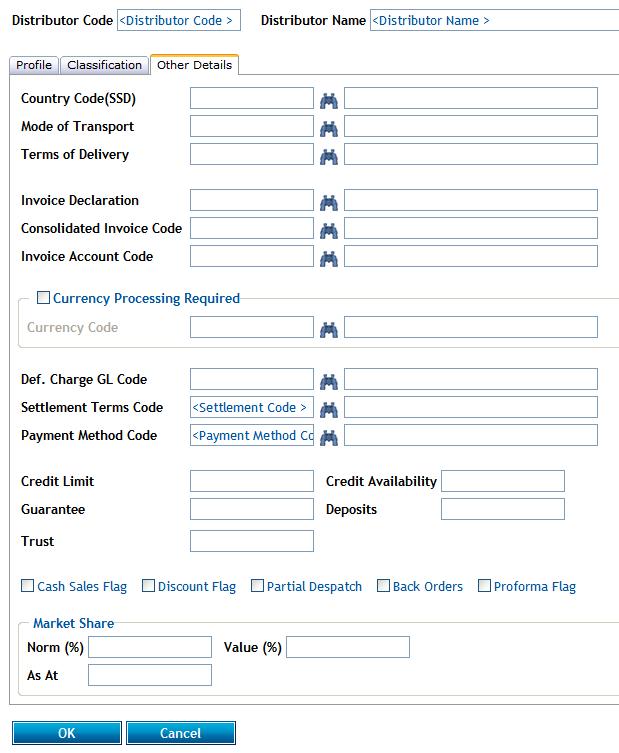 Distributor Code <Distributor Code > Distributor Name <Distributor Name >
Profile Classification Other Details
Country Code(SSD)
Mode of Transport
Terms of Delivery
Invoice Declaration
Consolidated Invoice Code
Invoice Account Code
Currency Processing Required
Currency Code
Def. Charge GL Code
Settlement Terms Code <Settlement Code >
Payment Method Code <Payment Method Co
Credit Limit Credit Availability
Guarantee Deposits
Trust
Cash Sales Flag Discount Flag Partial Despatch Back Orders Proforma Flag
Market Share
Norm (%) Value (%)
As At
OK Cancel